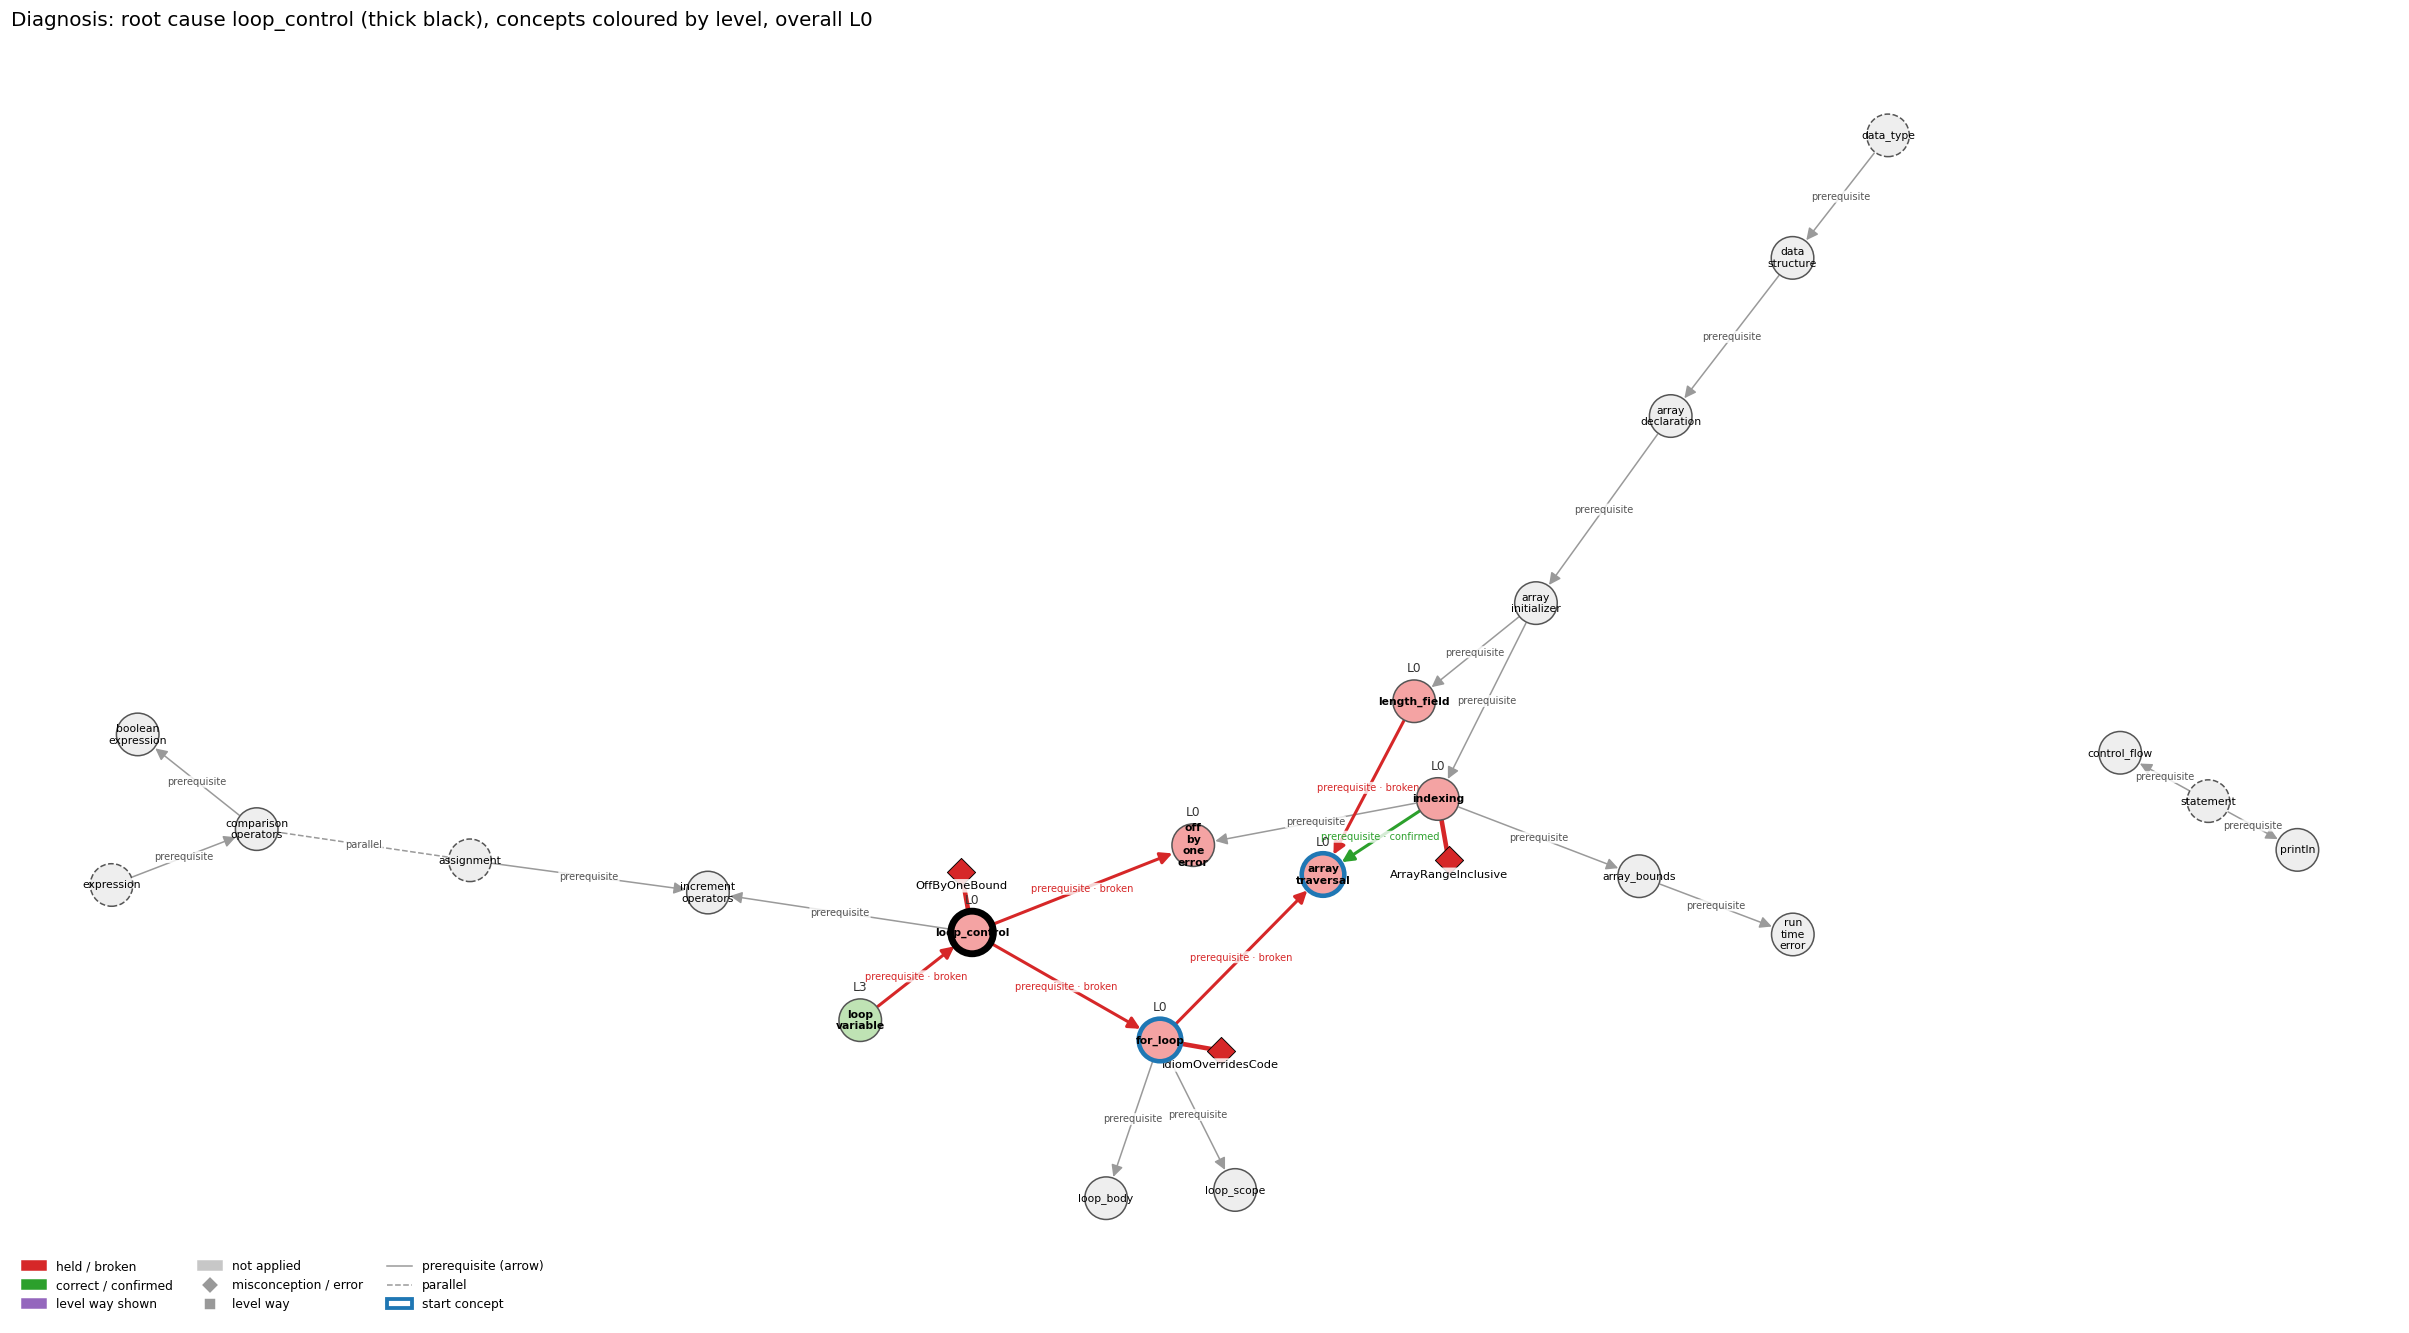 Diagnosis: root cause loop_control (thick black), concepts coloured by level, overall L0
data_type
prerequisite
data
structure
prerequisite
array
declaration
prerequisite
array
initializer
prerequisite
L0
length_field
prerequisite
boolean
expression
control_flow
L0
indexing
prerequisite
prerequisite
prerequisite · broken
statement
L0
off
by
one
error
prerequisite
prerequisite
comparison
operators
prerequisite · confirmed
prerequisite
L0
parallel
println
prerequisite
assignment
array
traversal
ArrayRangeInclusive
array_bounds
expression
prerequisite
OffByOneBound
prerequisite · broken
increment
operators
L0
prerequisite
prerequisite
loop_control
run
time
error
prerequisite · broken
prerequisite · broken
prerequisite · broken
L3
loop
variable
L0
for_loop
IdiomOverridesCode
prerequisite
prerequisite
loop_body
loop_scope
held / broken
correct / confirmed
level way shown
not applied
misconception / error
level way
prerequisite (arrow)
parallel
start concept